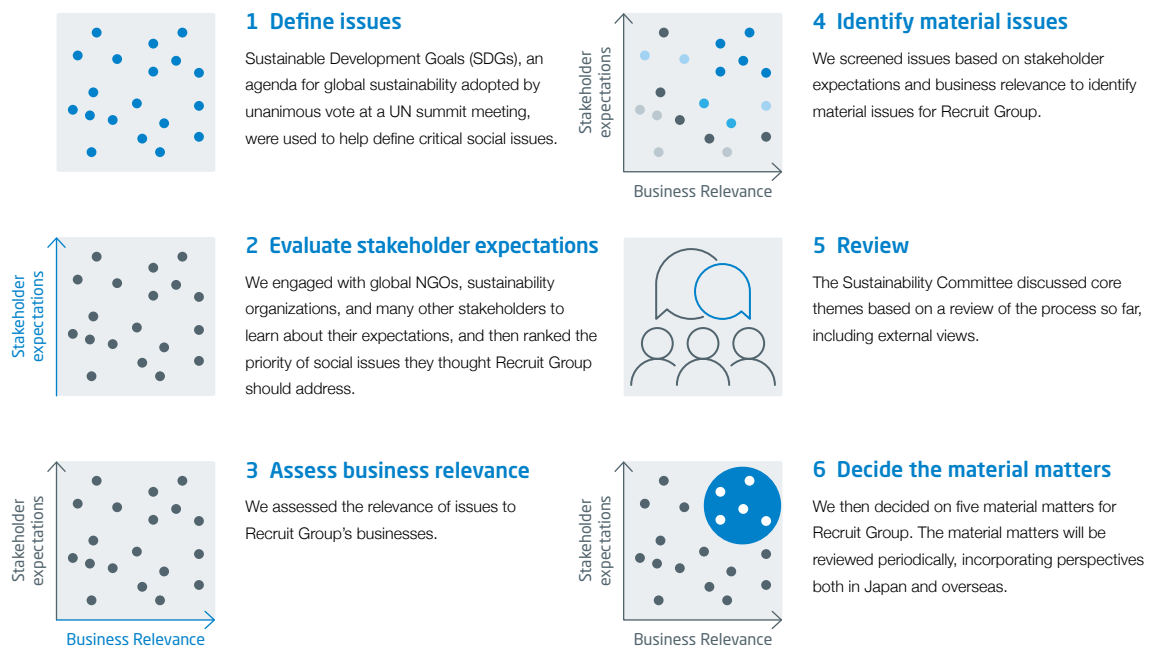 1 Define issues
Sustainable Development Goals (SDGs), an
agenda for global sustainability adopted by
unanimous vote at a UN summit meeting,
were used to help define critical social issues.
Stakeholder
expectations
2 Evaluate stakeholder expectations
We engaged with global NGOs, sustainability
organizations, and many other stakeholders to
learn about their expectations, and then ranked the
priority of social issues they thought Recruit Group
should address.
Stakeholder
expectations
Business Relevance
3 Assess business relevance
We assessed the relevance of issues to
Recruit Group’s businesses.
Stakeholder
expectations
Business Relevance
4 Identify material issues
We screened issues based on stakeholder
expectations and business relevance to identify
material issues for Recruit Group.
5 Review
The Sustainability Committee discussed core
themes based on a review of the process so far,
including external views.
Stakeholder
expectations
Business Relevance
6 Decide the material matters
We then decided on five material matters for
Recruit Group. The material matters will be
reviewed periodically, incorporating perspectives
both in Japan and overseas.